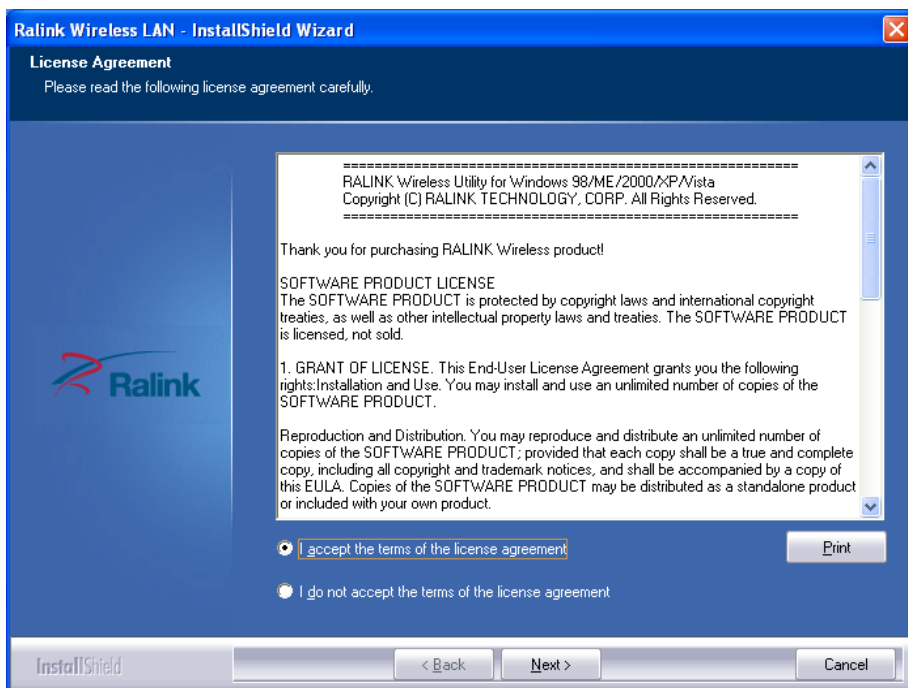 Ralink Wireless LAN - InstallShield Wizard
License Agreement
Please read the following license agreement carefully.
===========================================================
RALINK Wireless Utility for Windows 98/ME/2000/XP/Vista
Copyright (C) RALINK TECHNOLOGY, CORP. All Rights Reserved.
===========================================================
Thank you for purchasing RALINK Wireless product!
SOFTWARE PRODUCT LICENSE
The SOFTWARE PRODUCT is protected by copyright laws and international copyright
treaties, as well as other intellectual property laws and treaties. The SOFTWARE PRODUCT
is licensed, not sold.
1. GRANT OF LICENSE. This End-User License Agreement grants you the following
rights:Installation and Use. You may install and use an unlimited number of copies of the
SOFTWARE PRODUCT.
Reproduction and Distribution. You may reproduce and distribute an unlimited number of
copies of the SOFTWARE PRODUCT; provided that each copy shall be a true and complete
copy, including all copyright and trademark notices, and shall be accompanied by a copy of
this EULA. Copies of the SOFTWARE PRODUCT may be distributed as a standalone product
or included with your own product.
Ralink
I accept the terms of the license agreement
Print
I do not accept the terms of the license agreement
InstallShield
< Back
Next >
Cancel